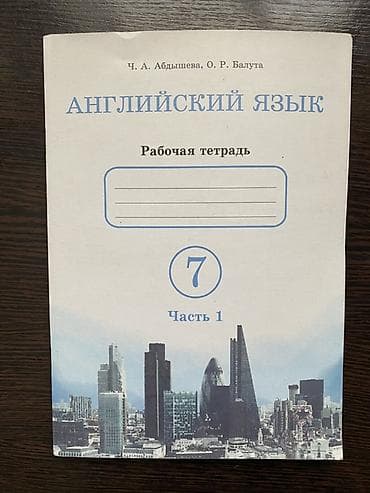 Ч. А. Абдышева, О. Р. Балута
АНГЛИЙСКИЙ ЯЗЫК
Рабочая тетрадь
7
Часть 1